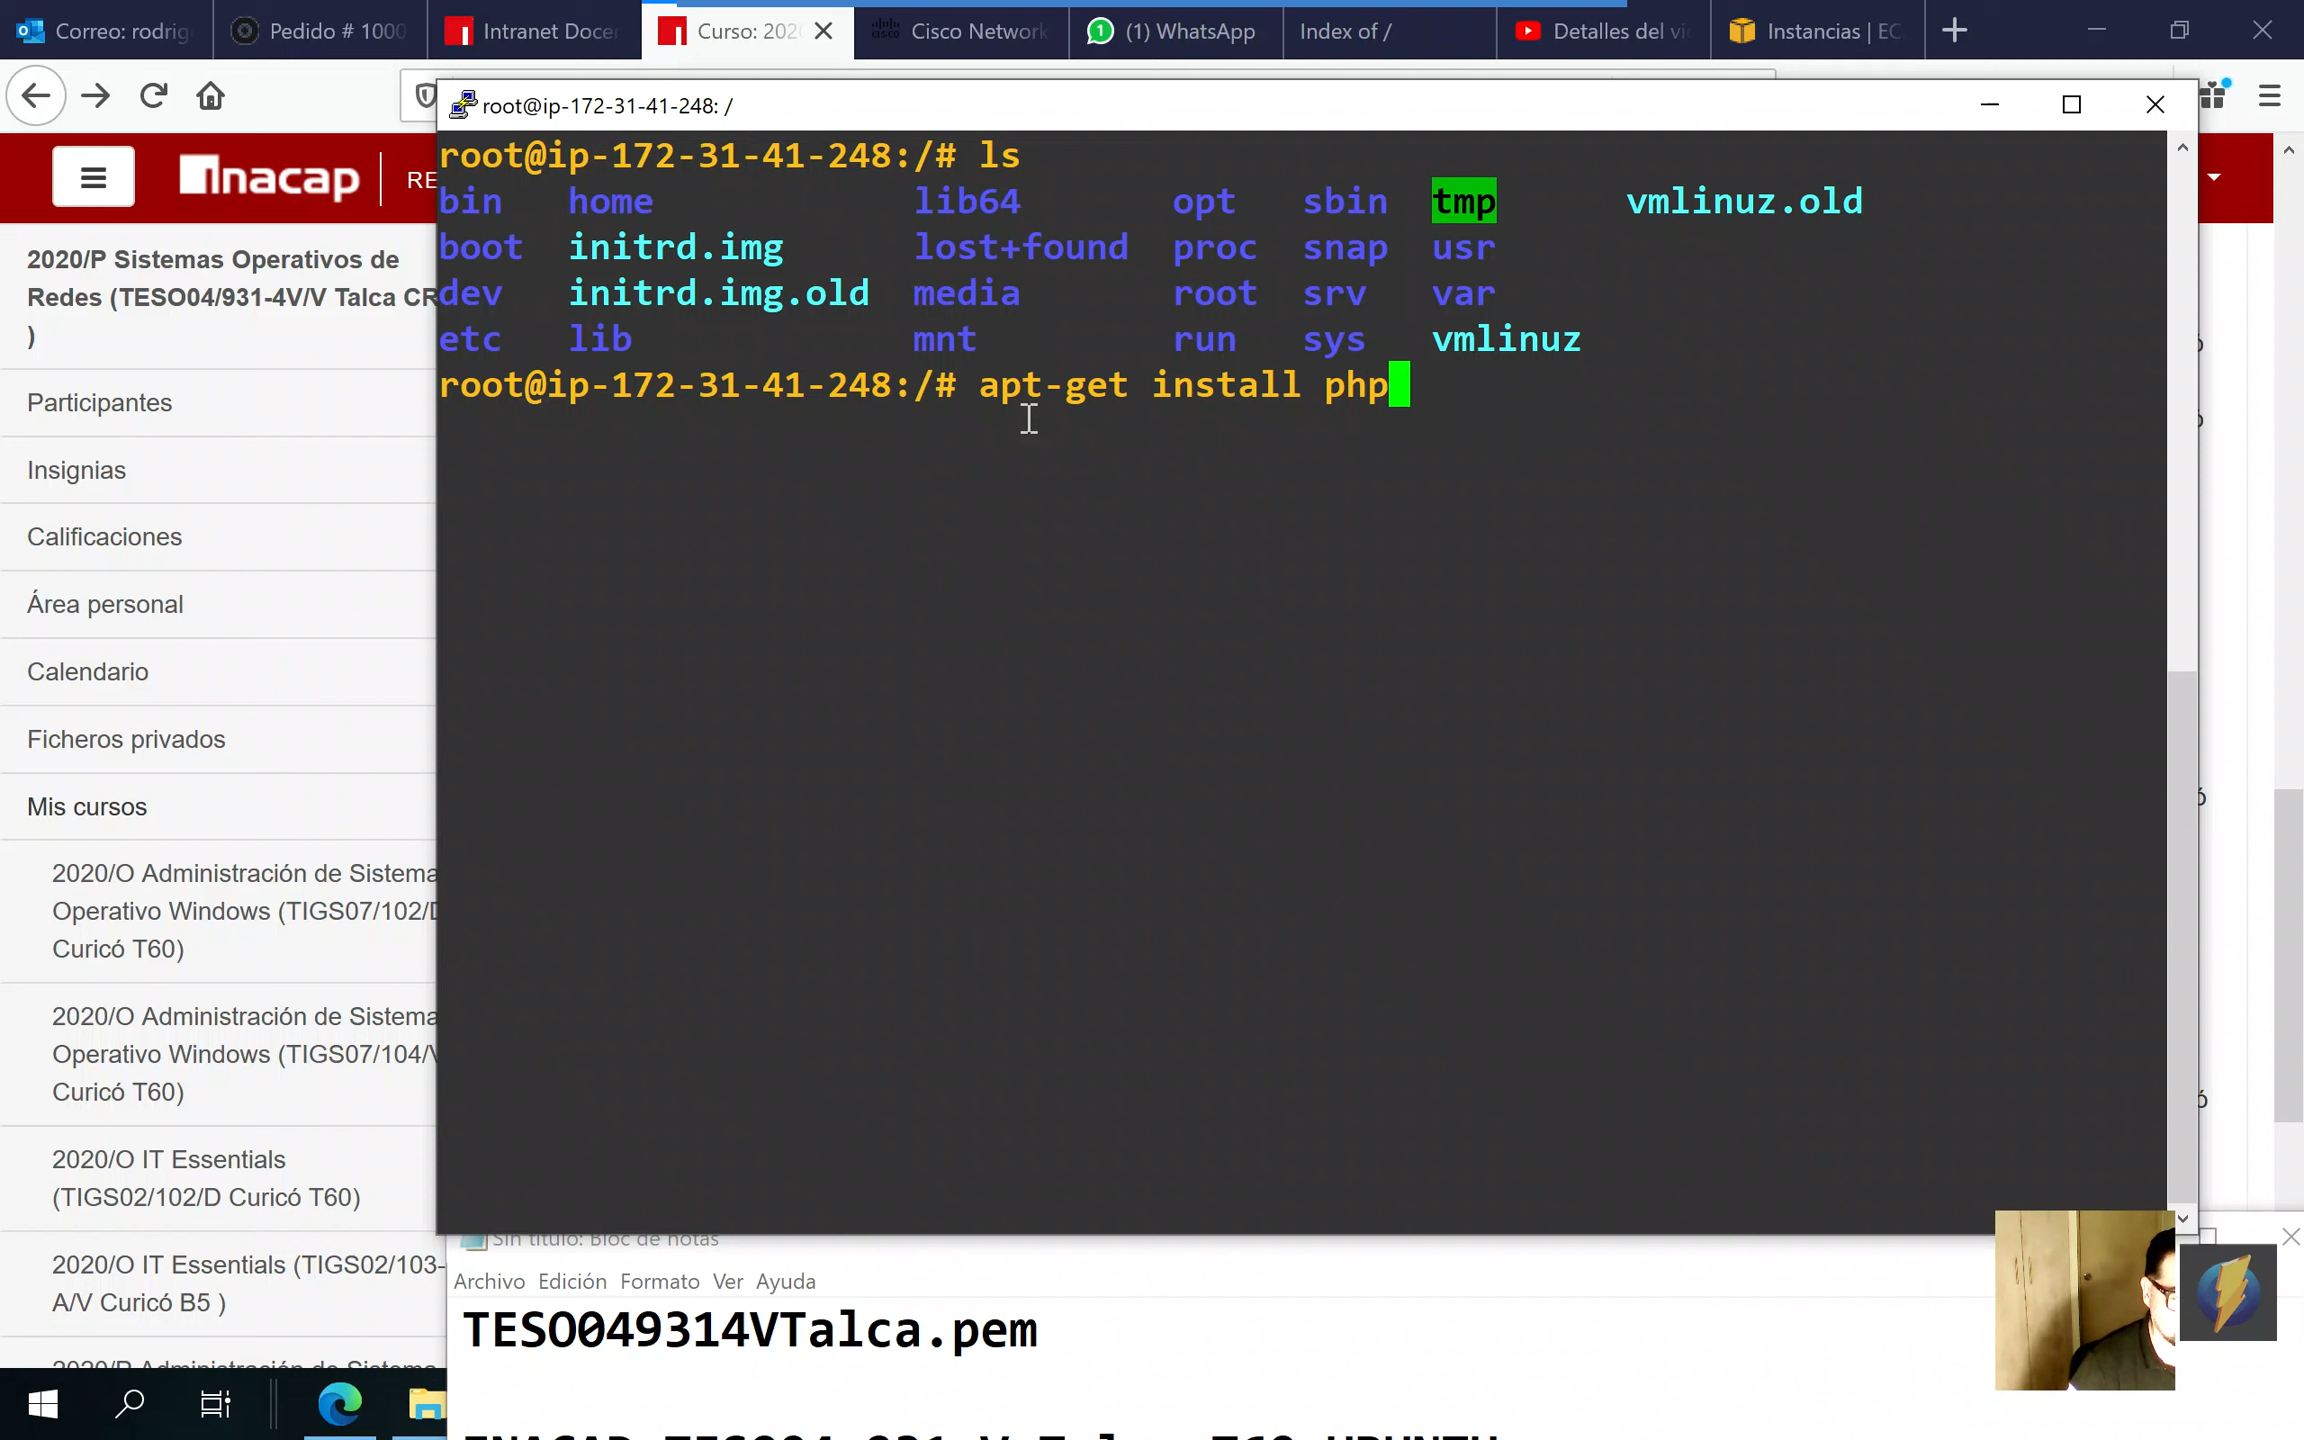 Correo: rodrig
Pedido # 1000
Intranet Docen
Curso: 202
Cisco Network
(1) WhatsApp
Index of /
Detalles del vi
Instancias | EC
root@ip-172-31-41-248: /
Inacap
RE
2020/P Sistemas Operativos de
Redes (TESO04/931-4V/V Talca CR
)
Participantes
Insignias
Calificaciones
Área personal
Calendario
Ficheros privados
Mis cursos
2020/O Administración de Sistema
Operativo Windows (TIGS07/102/D
Curicó T60)
2020/O Administración de Sistema
Operativo Windows (TIGS07/104/V
Curicó T60)
2020/O IT Essentials
(TIGS02/102/D Curicó T60)
2020/O IT Essentials (TIGS02/103-
A/V Curicó B5 )
2020/P Administración de Sistema
root@ip-172-31-41-248:/# ls
bin home lib64 opt sbin tmp vmlinuz.old
boot initrd.img lost+found proc snap usr
dev initrd.img.old media root srv var
etc lib mnt run sys vmlinuz
root@ip-172-31-41-248:/# apt-get install php
Sin título: Bloc de notas
Archivo Edición Formato Ver Ayuda
TESO049314VTalca.pem